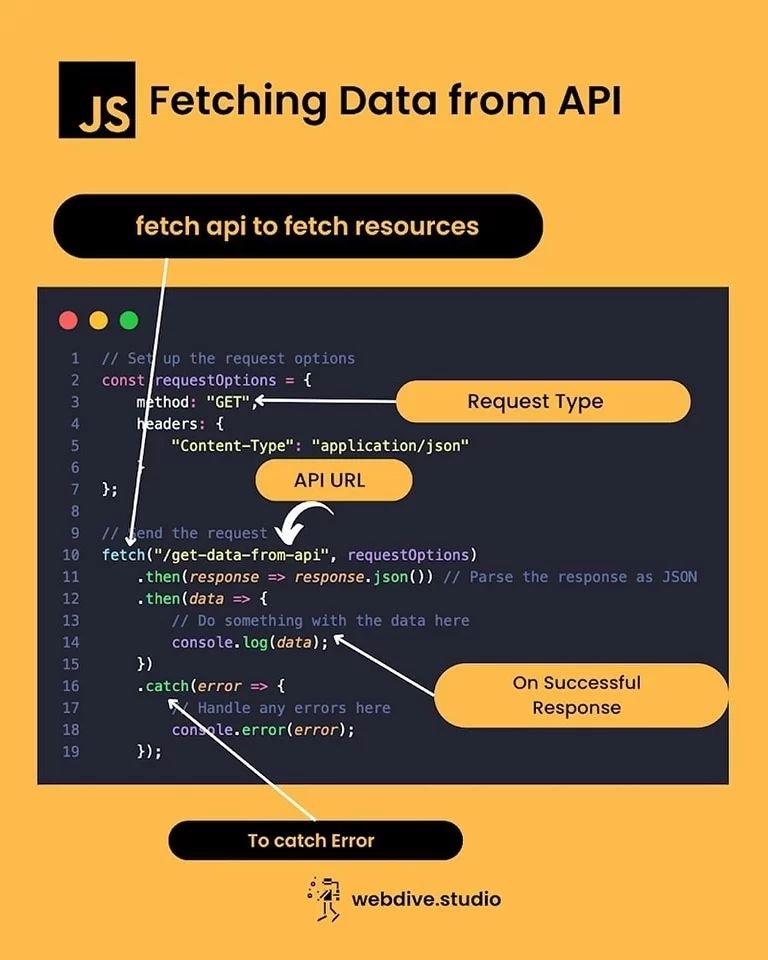 JS Fetching Data from API
fetch api to fetch resources
1 // Set up the request options
2 const requestOptions = {
3 method: "GET",
Request Type
4 headers: {
5 "Content-Type": "application/json"
6 }
7 };
API URL
8
9 // Send the request
10 fetch("/get-data-from-api", requestOptions)
11 .then(response => response.json()) // Parse the response as JSON
12 .then(data => {
13 // Do something with the data here
14 console.log(data);
15 })
On Successful
Response
16 .catch(error => {
17 // Handle any errors here
18 console.error(error);
19 });
To catch Error
webdive.studio